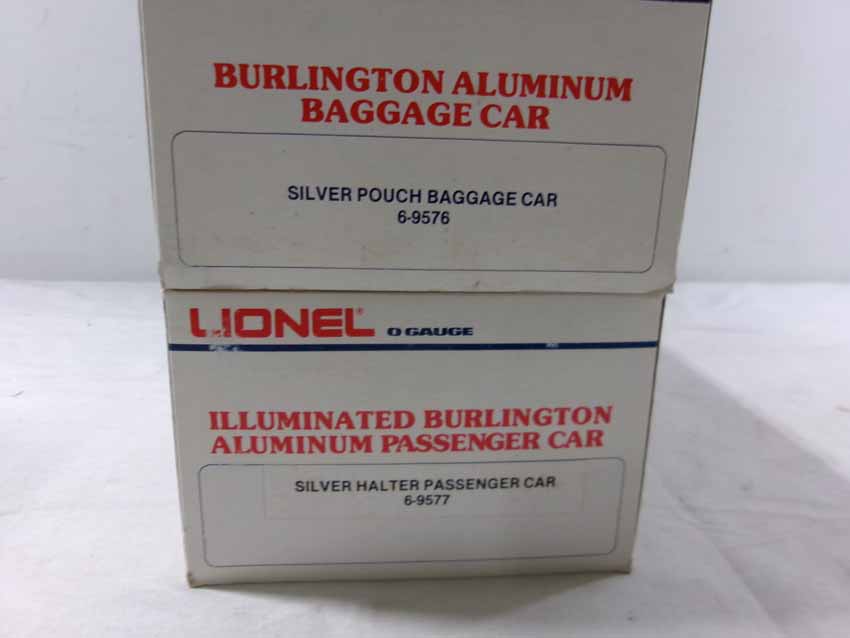 BURLINGTON ALUMINUM
BAGGAGE CAR
SILVER POUCH BAGGAGE CAR
6-9576
LIONEL® O GAUGE
ILLUMINATED BURLINGTON
ALUMINUM PASSENGER CAR
SILVER HALTER PASSENGER CAR
6-9577